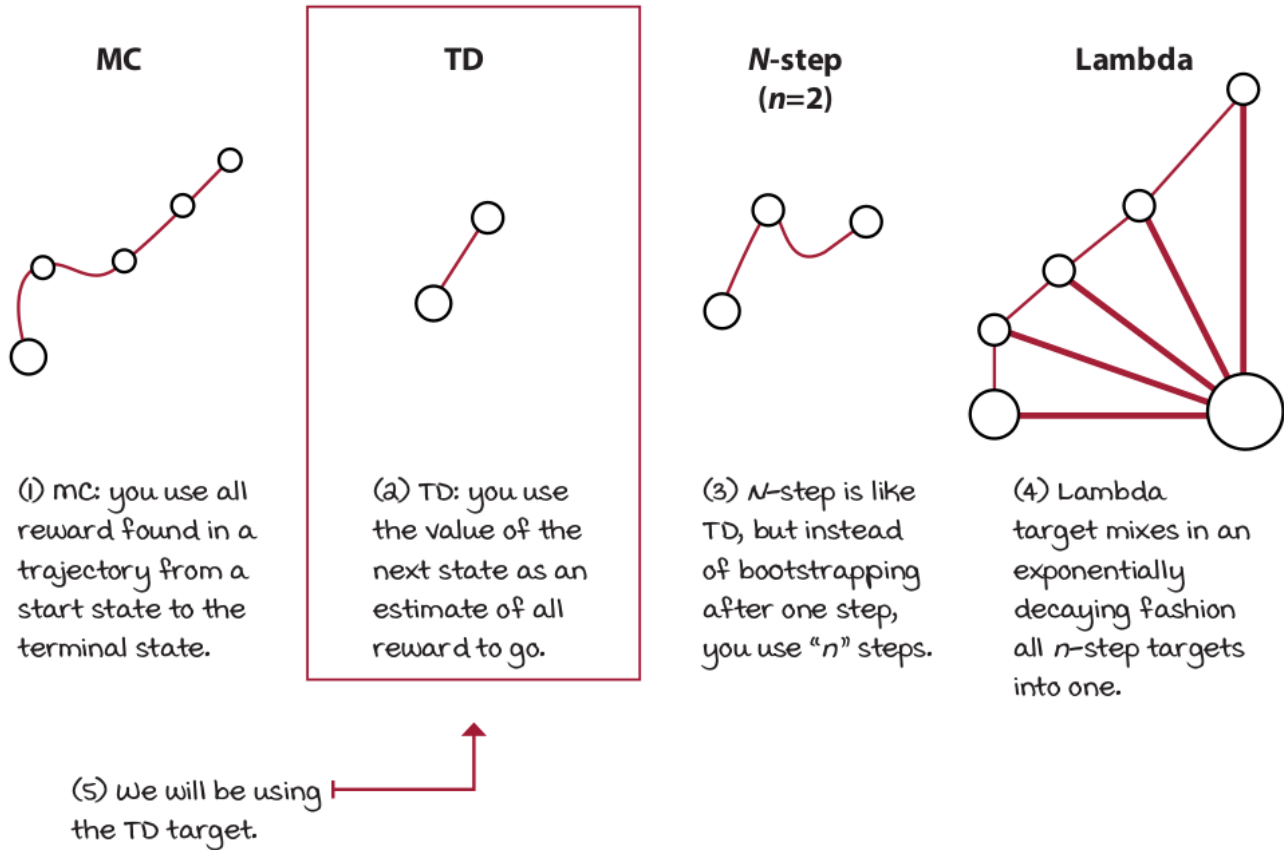 MC
TD
N-step
(n=2)
Lambda
(1) MC: you use all
reward found in a
trajectory from a
start state to the
terminal state.
(2) TD: you use
the value of the
next state as an
estimate of all
reward to go.
(3) N-step is like
TD, but instead
of bootstrapping
after one step,
you use “n” steps.
(4) Lambda
target mixes in an
exponentially
decaying fashion
all n-step targets
into one.
(5) We will be using
the TD target.